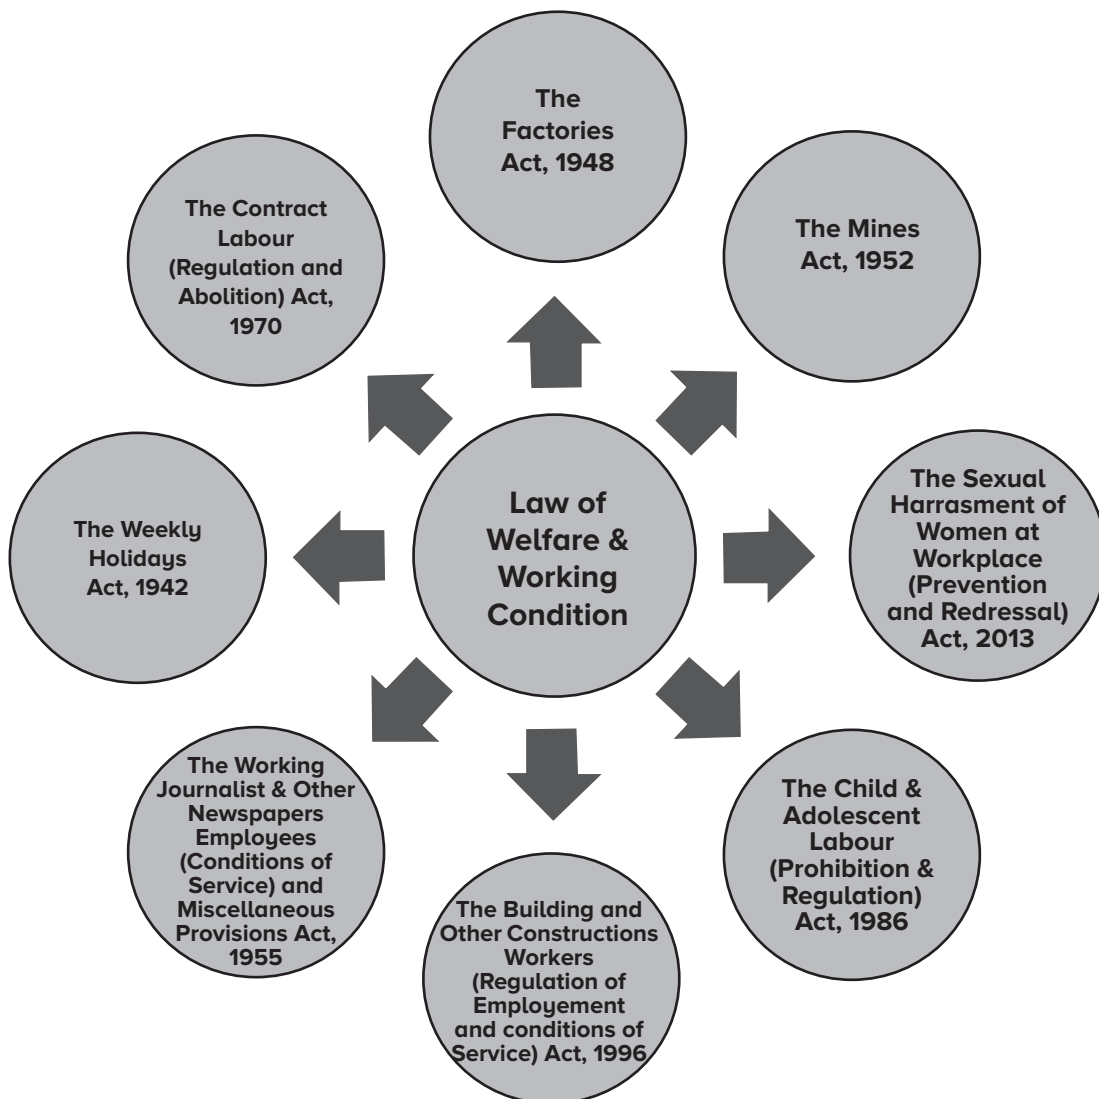 The
Factories
Act, 1948
The Contract
Labour
(Regulation and
Abolition) Act,
1970
The Mines
Act, 1952
The Weekly
Holidays
Act, 1942
Law of
Welfare &
Working
Condition
The Sexual
Harrasment of
Women at
Workplace
(Prevention
and Redressal)
Act, 2013
The Working
Journalist & Other
Newspapers
Employees
(Conditions of
Service) and
Miscellaneous
Provisions Act,
1955
The Building and
Other Constructions
Workers
(Regulation of
Employement
and conditions of
Service) Act, 1996
The Child &
Adolescent
Labour
(Prohibition &
Regulation)
Act, 1986